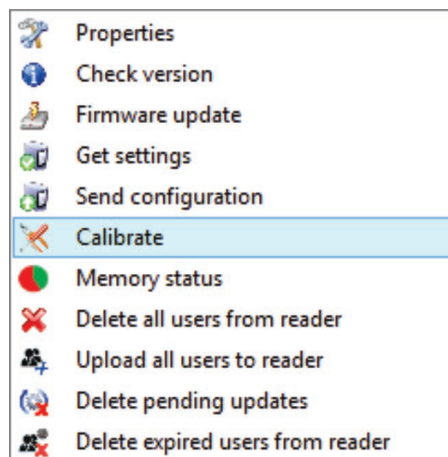 Properties
Check version
Firmware update
Get settings
Send configuration
Calibrate
Memory status
Delete all users from reader
Upload all users to reader
Delete pending updates
Delete expired users from reader